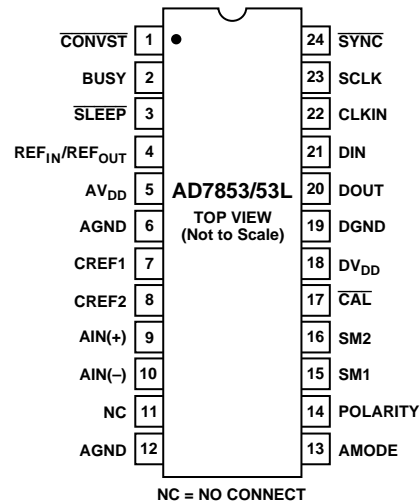 CONVST 1 24 SYNC
BUSY 2 23 SCLK
SLEEP 3 22 CLKIN
REFIN/REFOUT 4 21 DIN
AVDD 5 AD7853/53L 20 DOUT
TOP VIEW
AGND 6 (Not to Scale) 19 DGND
CREF1 7 18 DVDD
CREF2 8 17 CAL
AIN(+) 9 16 SM2
AIN(–) 10 15 SM1
NC 11 14 POLARITY
AGND 12 13 AMODE
NC = NO CONNECT